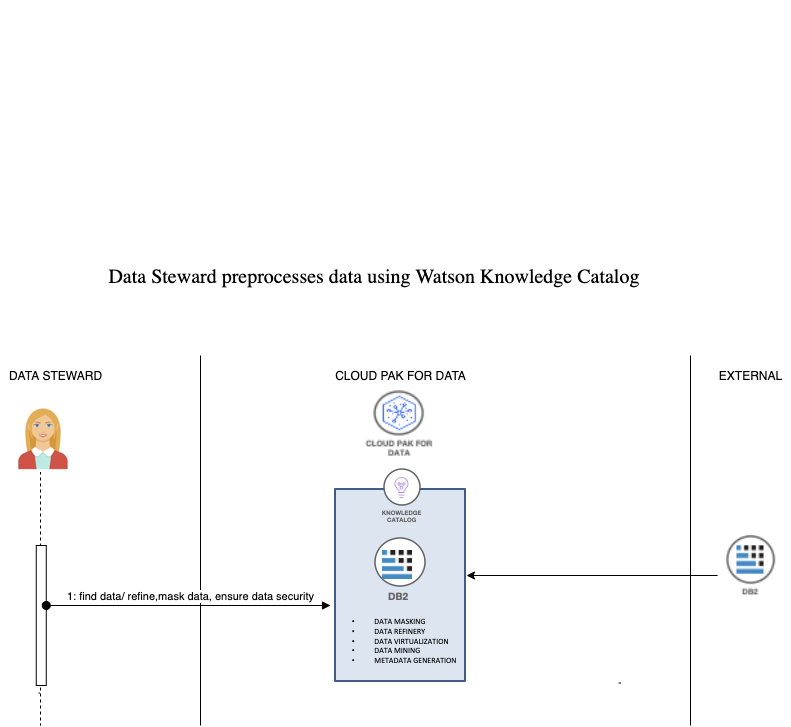 Data Steward preprocesses data using Watson Knowledge Catalog
DATA STEWARD
CLOUD PAK FOR DATA
EXTERNAL
CLOUD PAK FOR
DATA
KNOWLEDGE
CATALOG
DB2
DB2
1: find data/ refine,mask data, ensure data security
• DATA MASKING
• DATA REFINERY
• DATA VIRTUALIZATION
• DATA MINING
• METADATA GENERATION
-